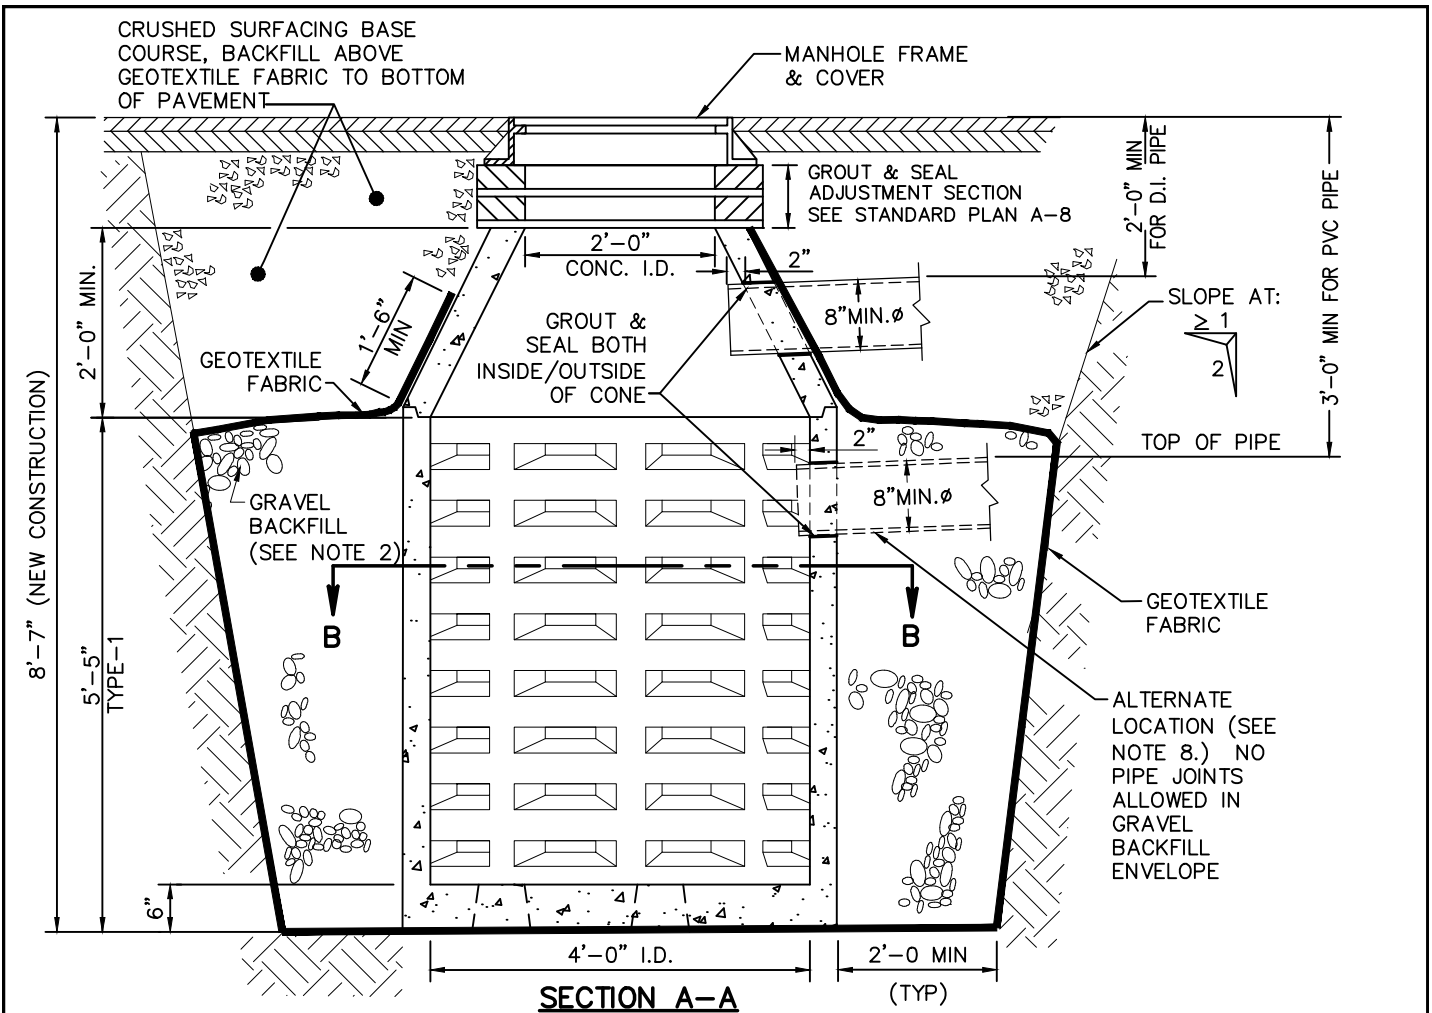 CRUSHED SURFACING BASE
COURSE, BACKFILL ABOVE
GEOTEXTILE FABRIC TO BOTTOM
OF PAVEMENT
MANHOLE FRAME
& COVER
GROUT & SEAL
ADJUSTMENT SECTION
SEE STANDARD PLAN A-8
2'-0" MIN
FOR D.I. PIPE
3'-0" MIN FOR PVC PIPE
2'-0"
CONC. I.D.
2"
8"MIN.ø
SLOPE AT:
≥ 1
2
2'-0" MIN.
1'-6"
MIN
GROUT &
SEAL BOTH
INSIDE/OUTSIDE
OF CONE
GEOTEXTILE
FABRIC
8'-7" (NEW CONSTRUCTION)
5'-5"
TYPE-1
2"
TOP OF PIPE
8"MIN.ø
GRAVEL
BACKFILL
(SEE NOTE 2)
B
B
GEOTEXTILE
FABRIC
ALTERNATE
LOCATION (SEE
NOTE 8.) NO
PIPE JOINTS
ALLOWED IN
GRAVEL
BACKFILL
ENVELOPE
6"
4'-0" I.D.
2'-0 MIN
(TYP)
SECTION A-A